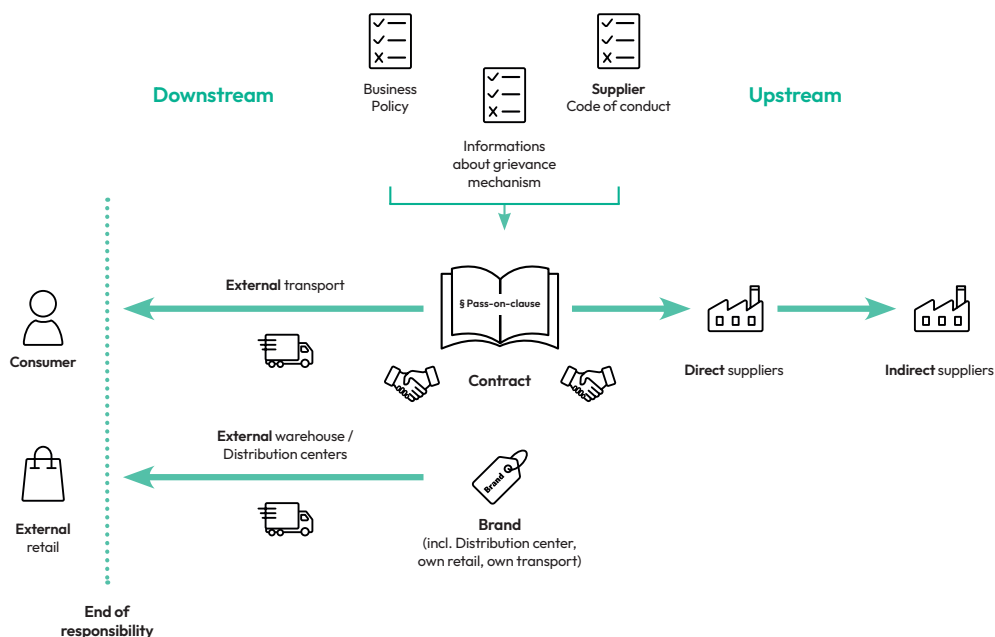 Business
Policy
Supplier
Code of conduct
Downstream
Upstream
Informations
about grievance
mechanism
External transport
§ Pass-on-clause
Consumer
Contract
Direct suppliers
Indirect suppliers
External warehouse /
Distribution centers
Brand
External
retail
Brand
(incl. Distribution center,
own retail, own transport)
End of
responsibility